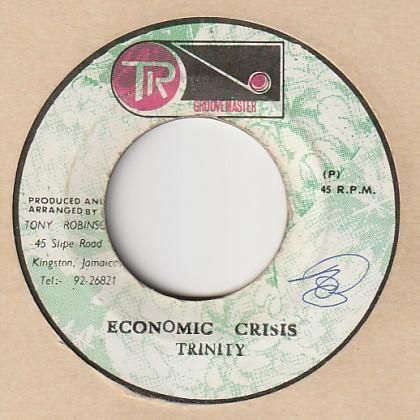 TR
GROOVEMASTER
(P)
45 R.P.M.
PRODUCED AND
ARRANGED BY
TONY ROBINSO
45 Slipe Road
Kingston, Jamaica
Tel:- 92-26821
ECONOMIC CRISIS
TRINITY